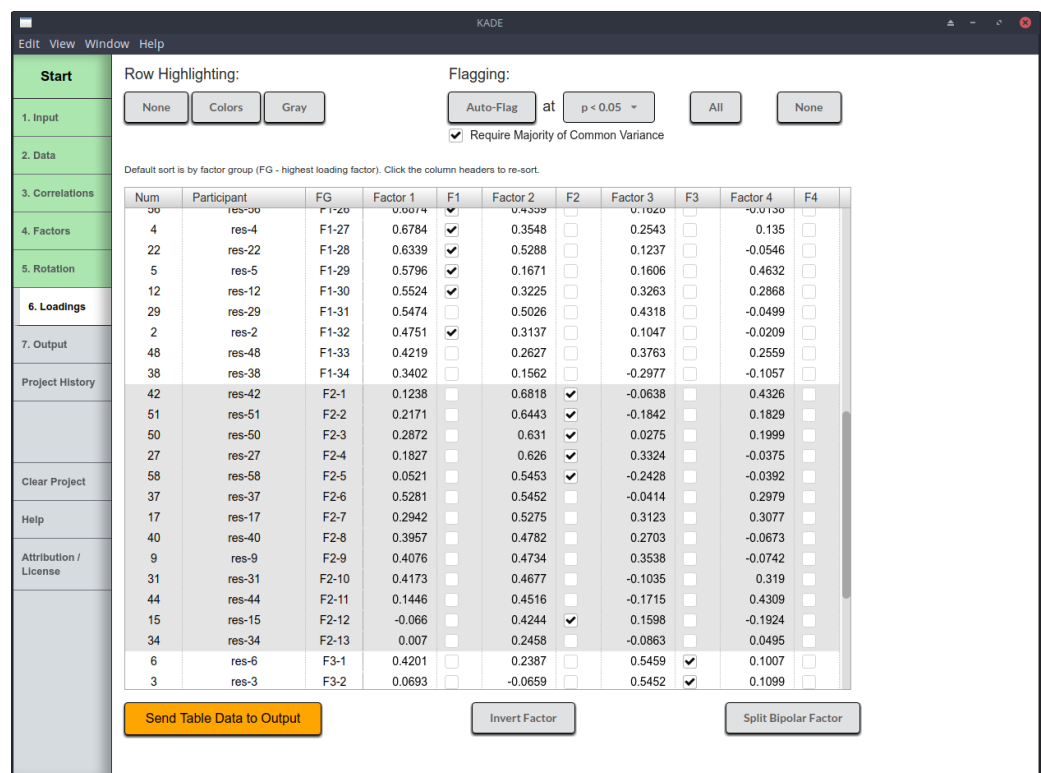 KADE
Edit View Window Help
Start
1. Input
2. Data
3. Correlations
4. Factors
5. Rotation
6. Loadings
7. Output
Project History
Clear Project
Help
Attribution /
License
Row Highlighting:
None Colors Gray
Flagging:
Auto-Flag at p < 0.05 All None
Require Majority of Common Variance
Default sort is by factor group (FG - highest loading factor). Click the column headers to re-sort.
Num Participant FG Factor 1 F1 Factor 2 F2 Factor 3 F3 Factor 4 F4
56 res-56 F1-26 0.6874 0.4359 0.1628 -0.0138
4 res-4 F1-27 0.6784 0.3548 0.2543 0.135
22 res-22 F1-28 0.6339 0.5288 0.1237 -0.0546
5 res-5 F1-29 0.5796 0.1671 0.1606 0.4632
12 res-12 F1-30 0.5524 0.3225 0.3263 0.2868
29 res-29 F1-31 0.5474 0.5026 0.4318 -0.0499
2 res-2 F1-32 0.4751 0.3137 0.1047 -0.0209
48 res-48 F1-33 0.4219 0.2627 0.3763 0.2559
38 res-38 F1-34 0.3402 0.1562 -0.2977 -0.1057
42 res-42 F2-1 0.1238 0.6818 -0.0638 0.4326
51 res-51 F2-2 0.2171 0.6443 -0.1842 0.1829
50 res-50 F2-3 0.2872 0.631 0.0275 0.1999
27 res-27 F2-4 0.1827 0.626 0.3324 -0.0375
58 res-58 F2-5 0.0521 0.5453 -0.2428 -0.0392
37 res-37 F2-6 0.5281 0.5452 -0.0414 0.2979
17 res-17 F2-7 0.2942 0.5275 0.3123 0.3077
40 res-40 F2-8 0.3957 0.4782 0.2703 -0.0673
9 res-9 F2-9 0.4076 0.4734 0.3538 -0.0742
31 res-31 F2-10 0.4173 0.4677 -0.1035 0.319
44 res-44 F2-11 0.1446 0.4516 -0.1715 0.4309
15 res-15 F2-12 -0.066 0.4244 0.1598 -0.1924
34 res-34 F2-13 0.007 0.2458 -0.0863 0.0495
6 res-6 F3-1 0.4201 0.2387 0.5459 0.1007
3 res-3 F3-2 0.0693 -0.0659 0.5452 0.1099
Send Table Data to Output Invert Factor Split Bipolar Factor